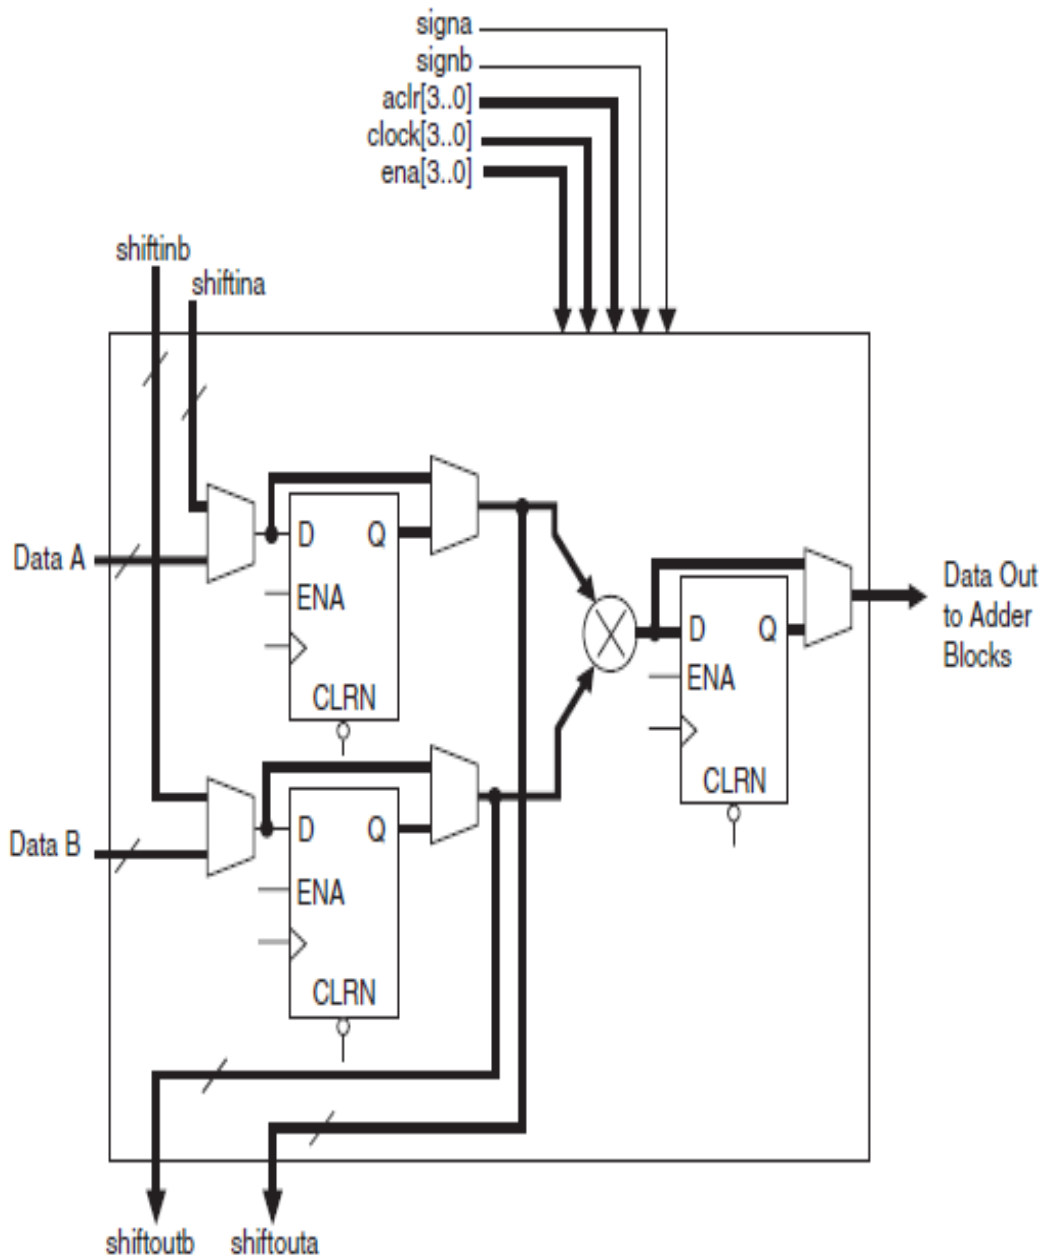 signa
signb
aclr[3..0]
clock[3..0]
ena[3..0]
shiftinb
shiftina
Data A
D Q
ENA
CLRN
Data B
D Q
ENA
CLRN
D Q
ENA
CLRN
Data Out
to Adder
Blocks
shiftoutb
shiftouta